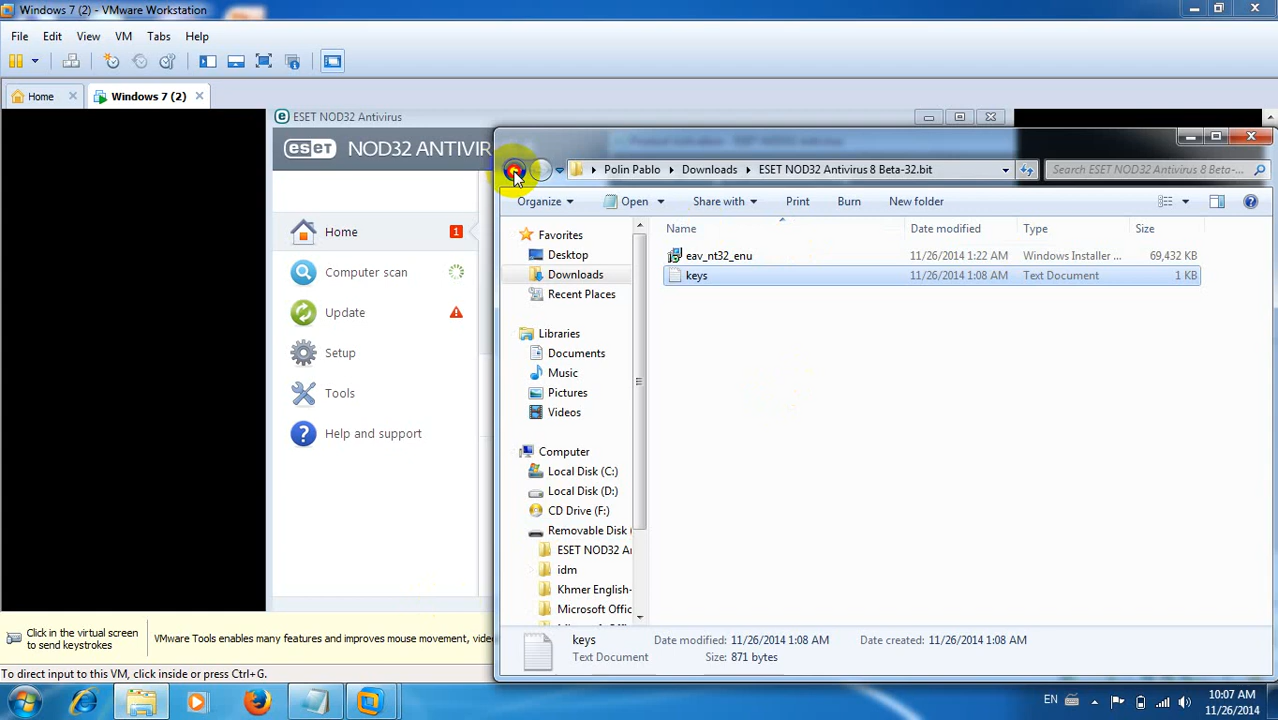 Windows 7 (2) - VMware Workstation
File Edit View VM Tabs Help
Home Windows 7 (2)
ESET NOD32 Antivirus
eset NOD32 ANTIVIR
Home 1
Computer scan
Update
Setup
Tools
Help and support
Polin Pablo Downloads ESET NOD32 Antivirus 8 Beta-32.bit Search ESET NOD32 Antivirus 8 Beta-...
Organize Open Share with Print Burn New folder
Name Date modified Type Size
eav_nt32_enu 11/26/2014 1:22 AM Windows Installer ... 69,432 KB
keys 11/26/2014 1:08 AM Text Document 1 KB
Favorites
Desktop
Downloads
Recent Places
Libraries
Documents
Music
Pictures
Videos
Computer
Local Disk (C:)
Local Disk (D:)
CD Drive (F:)
Removable Disk (
ESET NOD32 A
idm
Khmer English-
Microsoft Offic
keys Date modified: 11/26/2014 1:08 AM Date created: 11/26/2014 1:08 AM
Text Document Size: 871 bytes
Click in the virtual screen
to send keystrokes
VMware Tools enables many features and improves mouse movement, vide
To direct input to this VM, click inside or press Ctrl+G.
EN 10:07 AM
11/26/2014